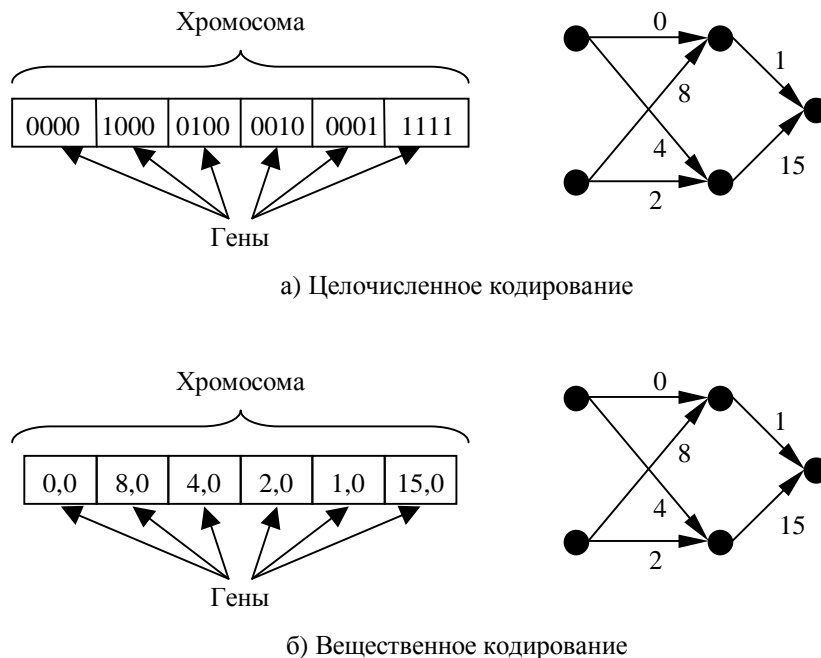 Хромосома
0000 1000 0100 0010 0001 1111
Гены
0
1
8
4
15
2
а) Целочисленное кодирование
Хромосома
0,0 8,0 4,0 2,0 1,0 15,0
Гены
0
1
8
4
15
2
б) Вещественное кодирование